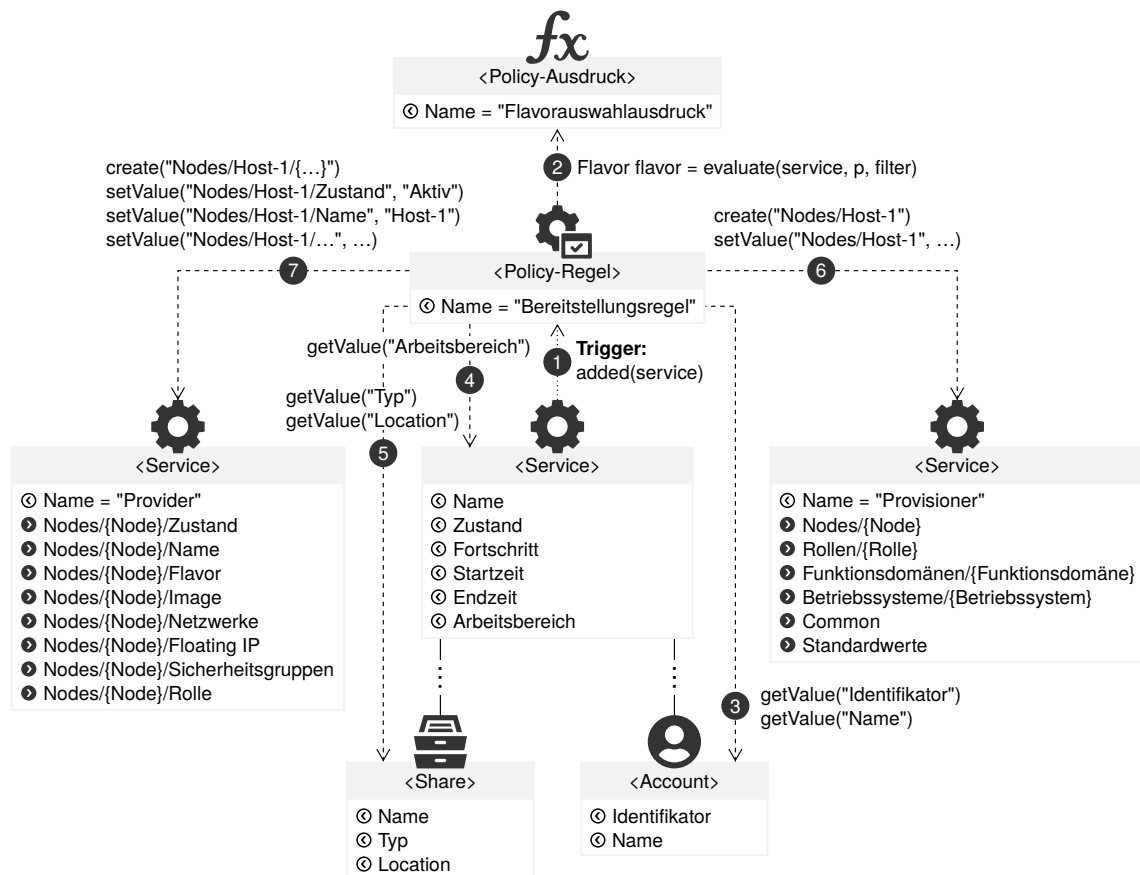 fx
<Policy-Ausdruck>
Name = "Flavorauswahlausdruck"
create("Nodes/Host-1/{…}")
setValue("Nodes/Host-1/Zustand", "Aktiv")
setValue("Nodes/Host-1/Name", "Host-1")
setValue("Nodes/Host-1/…", …)
2 Flavor flavor = evaluate(service, p, filter)
create("Nodes/Host-1")
setValue("Nodes/Host-1", …)
7
<Policy-Regel>
6
Name = "Bereitstellungsregel"
getValue("Arbeitsbereich")
4
1
Trigger:
added(service)
getValue("Typ")
getValue("Location")
5
<Service>
Name = "Provider"
Nodes/{Node}/Zustand
Nodes/{Node}/Name
Nodes/{Node}/Flavor
Nodes/{Node}/Image
Nodes/{Node}/Netzwerke
Nodes/{Node}/Floating IP
Nodes/{Node}/Sicherheitsgruppen
Nodes/{Node}/Rolle
<Service>
Name
Zustand
Fortschritt
Startzeit
Endzeit
Arbeitsbereich
<Service>
Name = "Provisioner"
Nodes/{Node}
Rollen/{Rolle}
Funktionsdomänen/{Funktionsdomäne}
Betriebssysteme/{Betriebssystem}
Common
Standardwerte
3
getValue("Identifikator")
getValue("Name")
<Share>
Name
Typ
Location
<Account>
Identifikator
Name